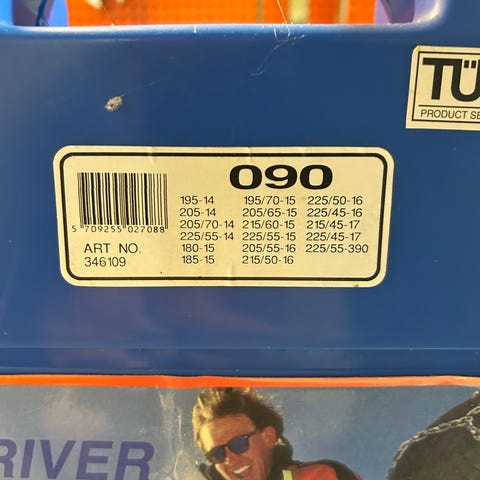 TÜ
PRODUCT SE
090
195-14 195/70-15 225/50-16
205-14 205/65-15 225/45-16
205/70-14 215/60-15 215/45-17
225/55-14 225/55-15 225/45-17
180-15 205/55-16 225/55-390
185-15 215/50-16
5 709255 027088
ART NO.
346109
RIVER